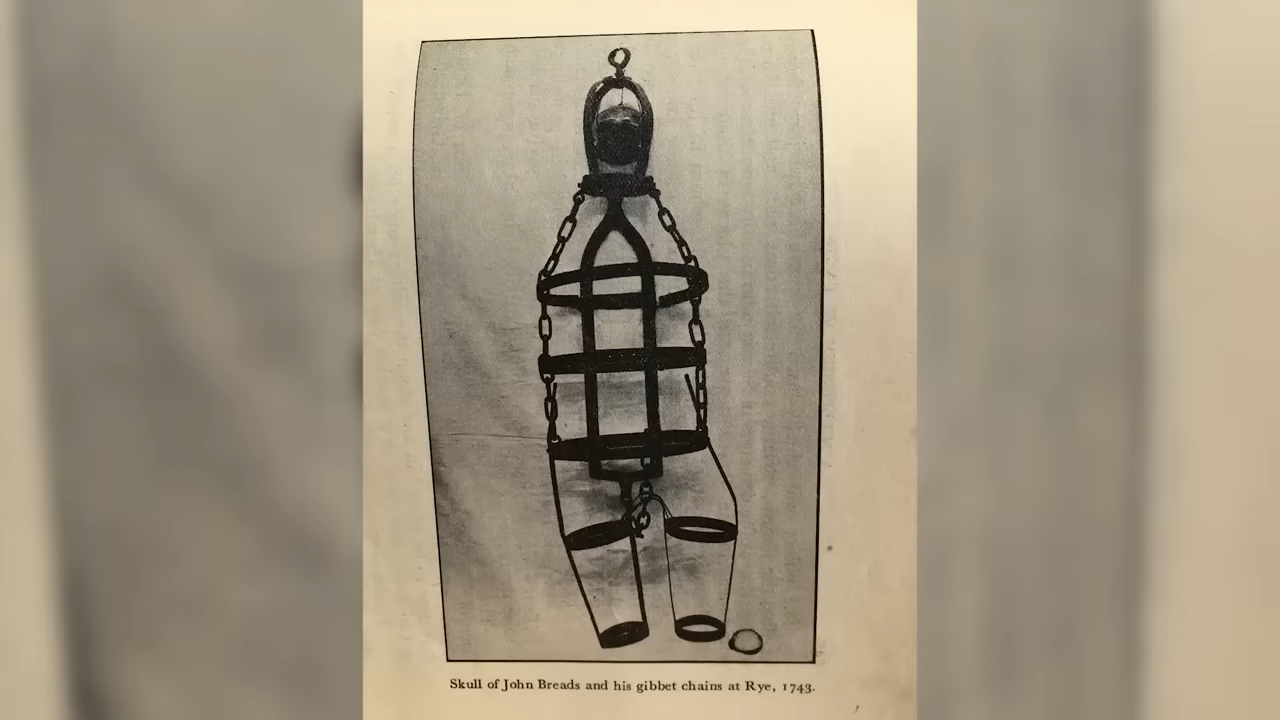 Skull of John Breads and his gibbet chains at Rye, 1743.